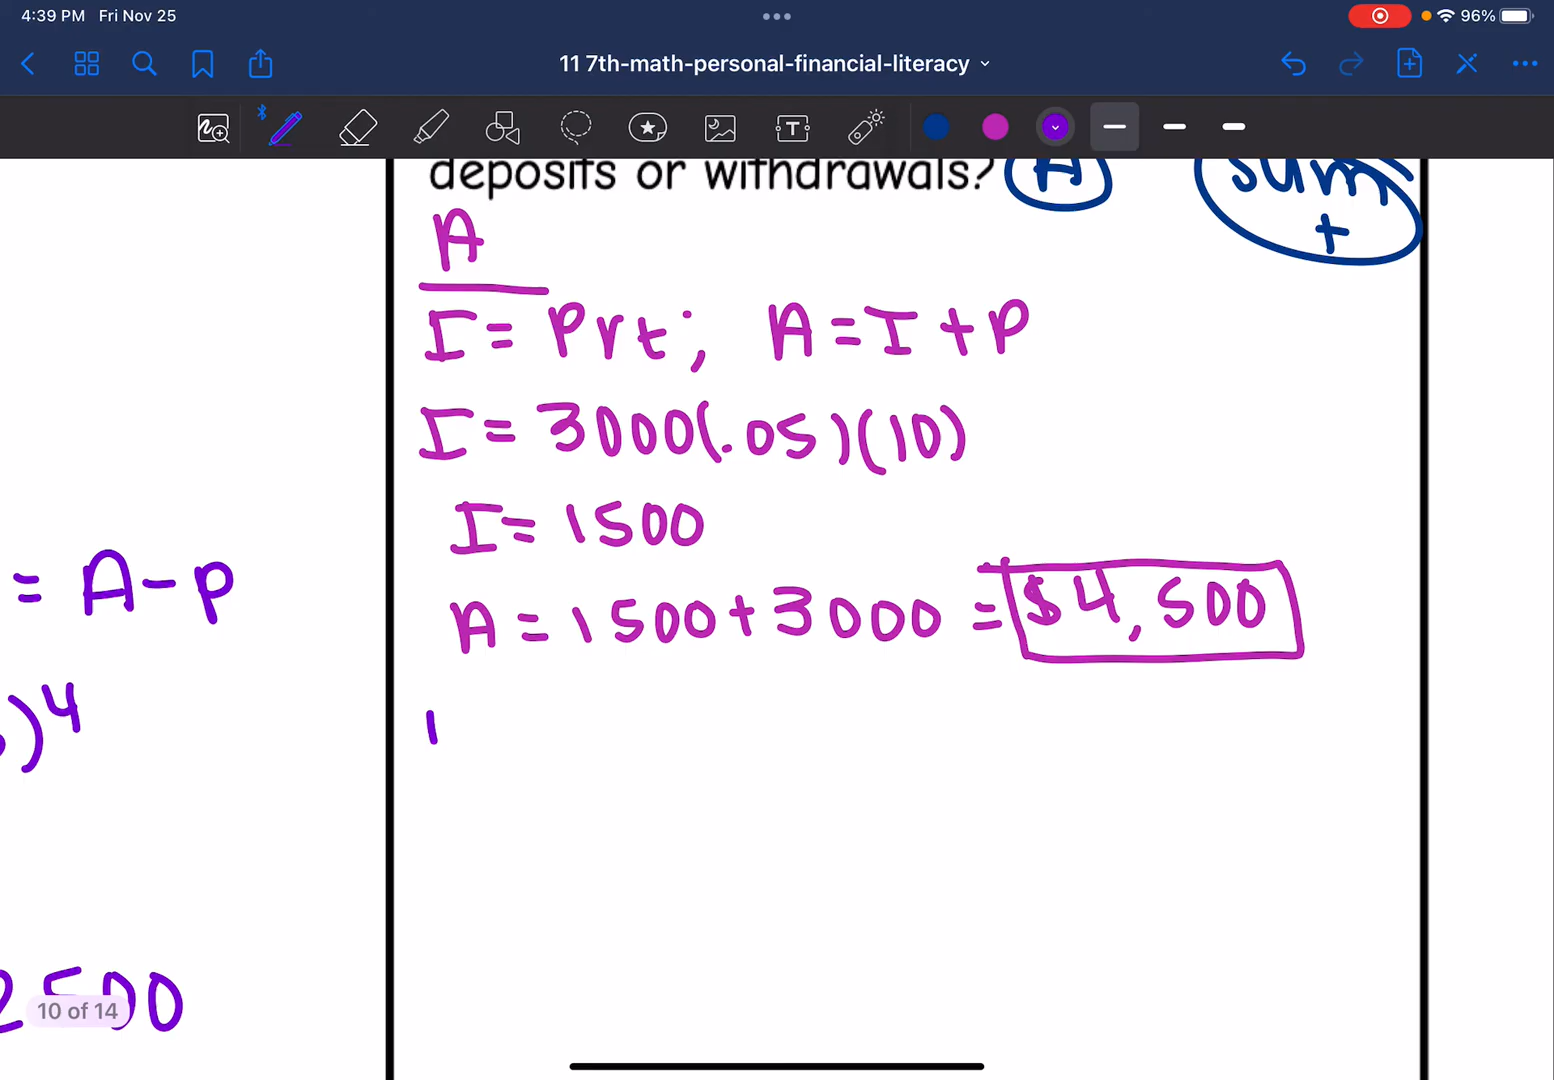 4:39 PM Fri Nov 25
96%
11 7th-math-personal-financial-literacy
deposits or withdrawals? A
sum
+
A
I = Prt; A = I + P
I = 3000(.05)(10)
I = 1500
A = 1500 + 3000 = $4,500
= A - P
)^4
2500
10 of 14